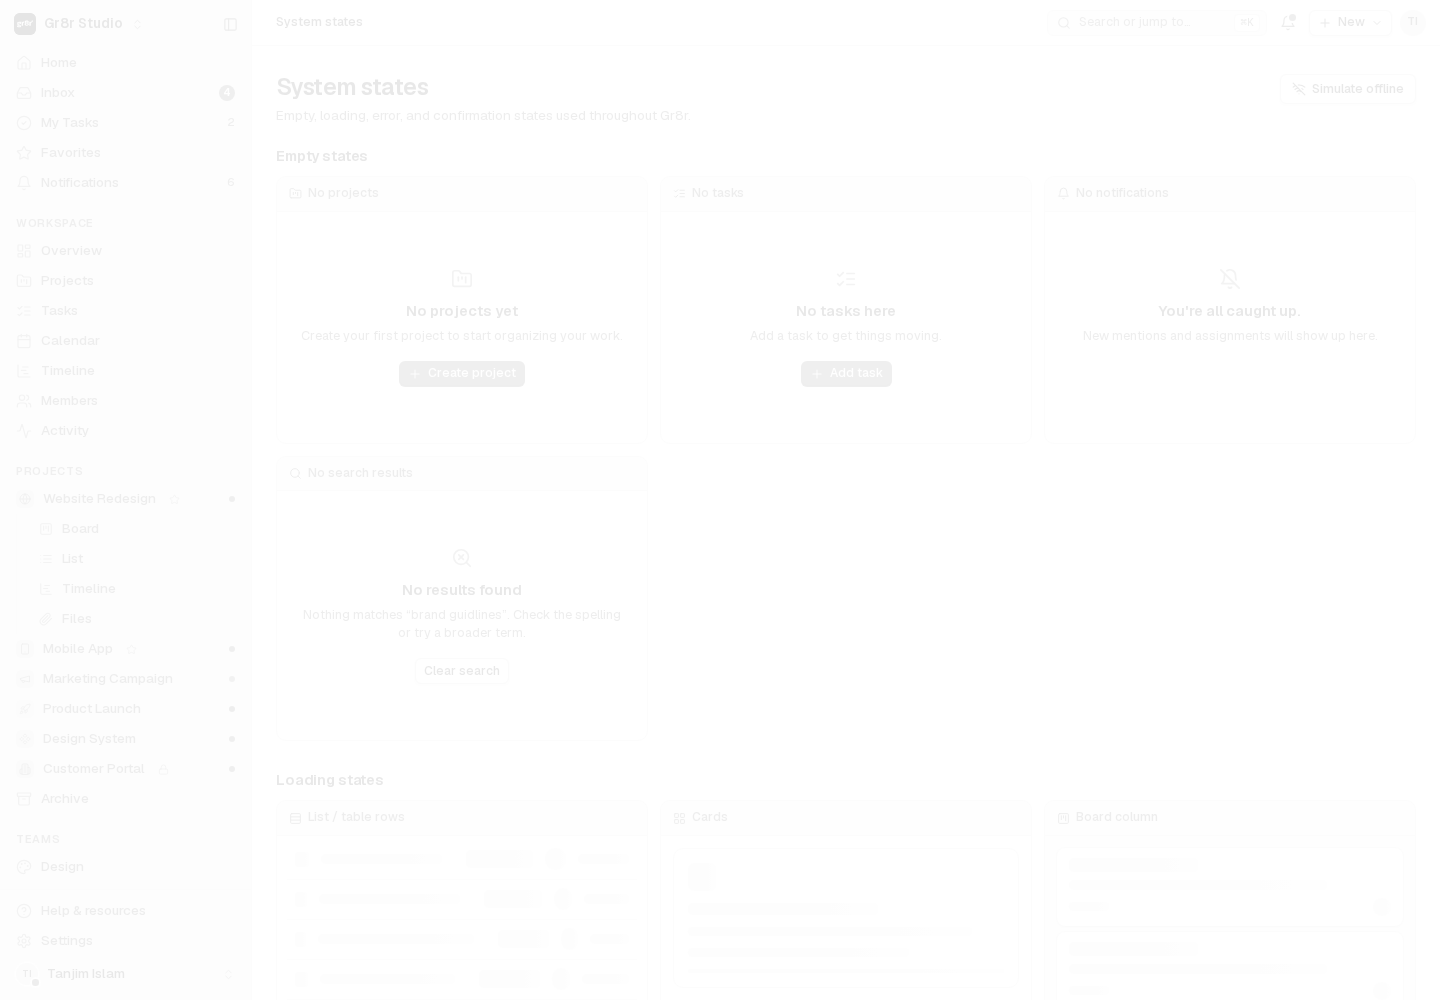 gr8r Gr8r Studio
Home
Inbox 4
My Tasks 2
Favorites
Notifications 6
WORKSPACE
Overview
Projects
Tasks
Calendar
Timeline
Members
Activity
PROJECTS
Website Redesign
Board
List
Timeline
Files
Mobile App
Marketing Campaign
Product Launch
Design System
Customer Portal
Archive
TEAMS
Design
Help & resources
Settings
TI Tanjim Islam
System states
Search or jump to... ⌘K
New
TI
System states
Simulate offline
Empty, loading, error, and confirmation states used throughout Gr8r.
Empty states
No projects
No projects yet
Create your first project to start organizing your work.
Create project
No tasks
No tasks here
Add a task to get things moving.
Add task
No notifications
You're all caught up.
New mentions and assignments will show up here.
No search results
No results found
Nothing matches "brand guidlines". Check the spelling
or try a broader term.
Clear search
Loading states
List / table rows
Cards
Board column